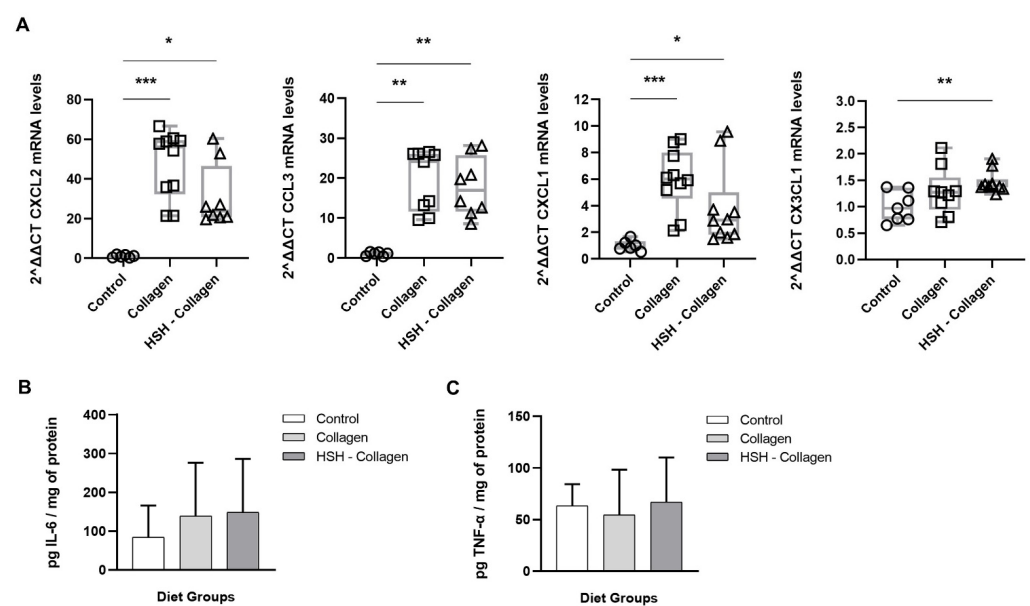 A
2^ΔΔCT CXCL2 mRNA levels
80
60
40
20
0
***
*
Control
Collagen
HSH - Collagen
2^ΔΔCT CCL3 mRNA levels
40
30
20
10
0
**
**
Control
Collagen
HSH - Collagen
2^ΔΔCT CXCL1 mRNA levels
12
10
8
6
4
2
0
***
*
Control
Collagen
HSH - Collagen
2^ΔΔCT CX3CL1 mRNA levels
3.0
2.5
2.0
1.5
1.0
0.5
0.0
**
Control
Collagen
HSH - Collagen
B
pg IL-6 / mg of protein
400
300
200
100
0
Diet Groups
Control
Collagen
HSH - Collagen
C
pg TNF-α / mg of protein
150
100
50
0
Diet Groups
Control
Collagen
HSH - Collagen